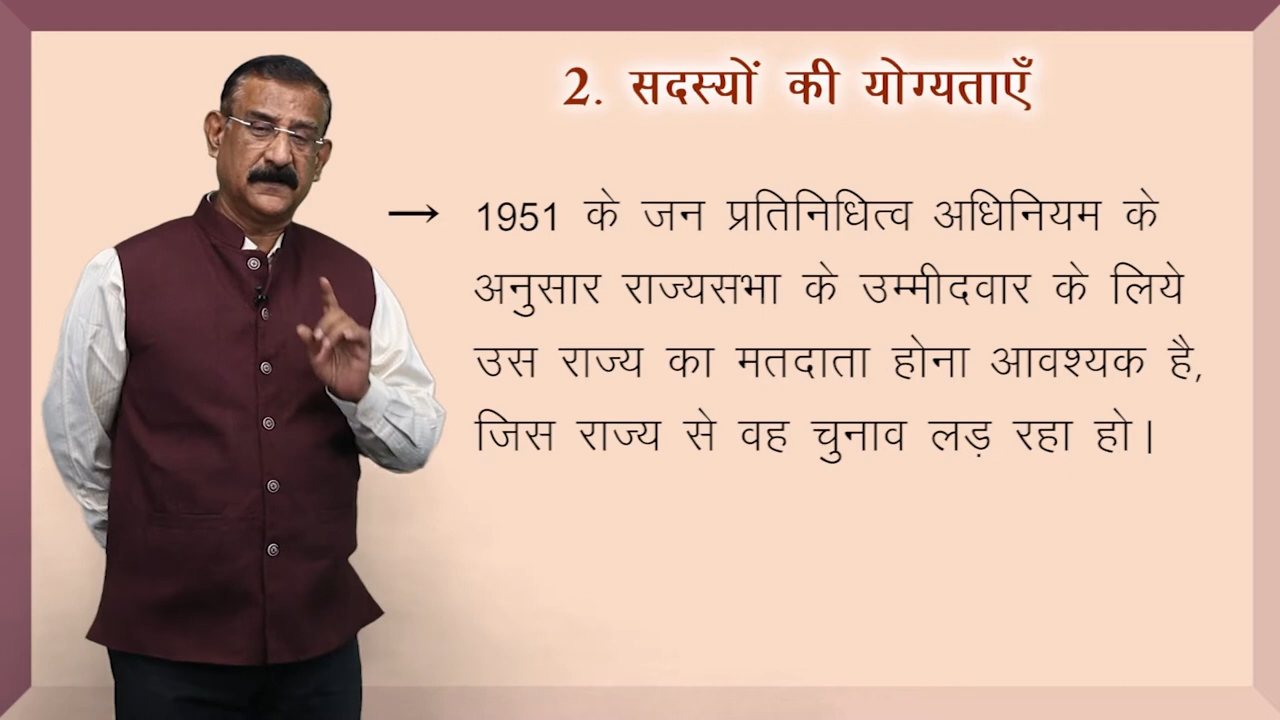 2. सदस्यों की योग्यताएँ
→ 1951 के जन प्रतिनिधित्व अधिनियम के
अनुसार राज्यसभा के उम्मीदवार के लिये
उस राज्य का मतदाता होना आवश्यक है,
जिस राज्य से वह चुनाव लड़ रहा हो।